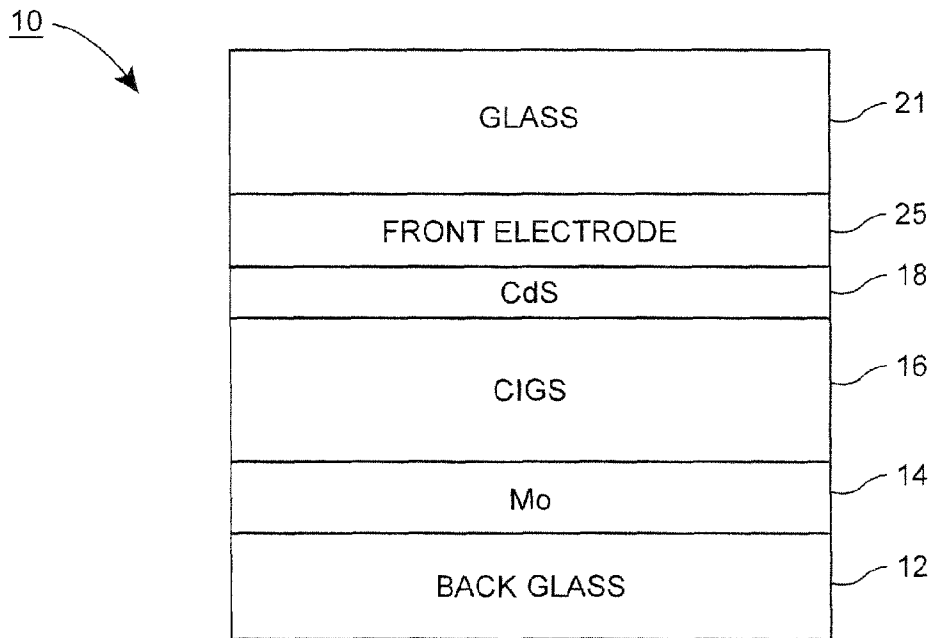 10
GLASS 21
FRONT ELECTRODE 25
CdS 18
CIGS 16
Mo 14
BACK GLASS 12